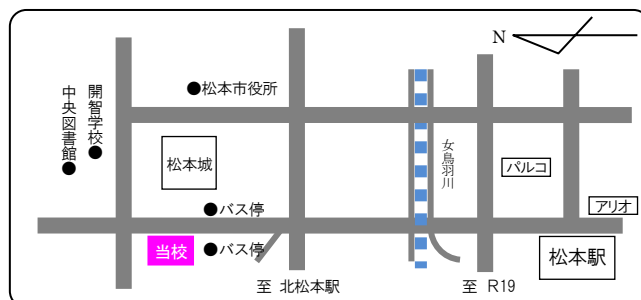 N
松本市役所
開智学校
中央図書館
松本城
女鳥羽川
パルコ
バス停
アリオ
当校
バス停
松本駅
至 北松本駅
至 R19